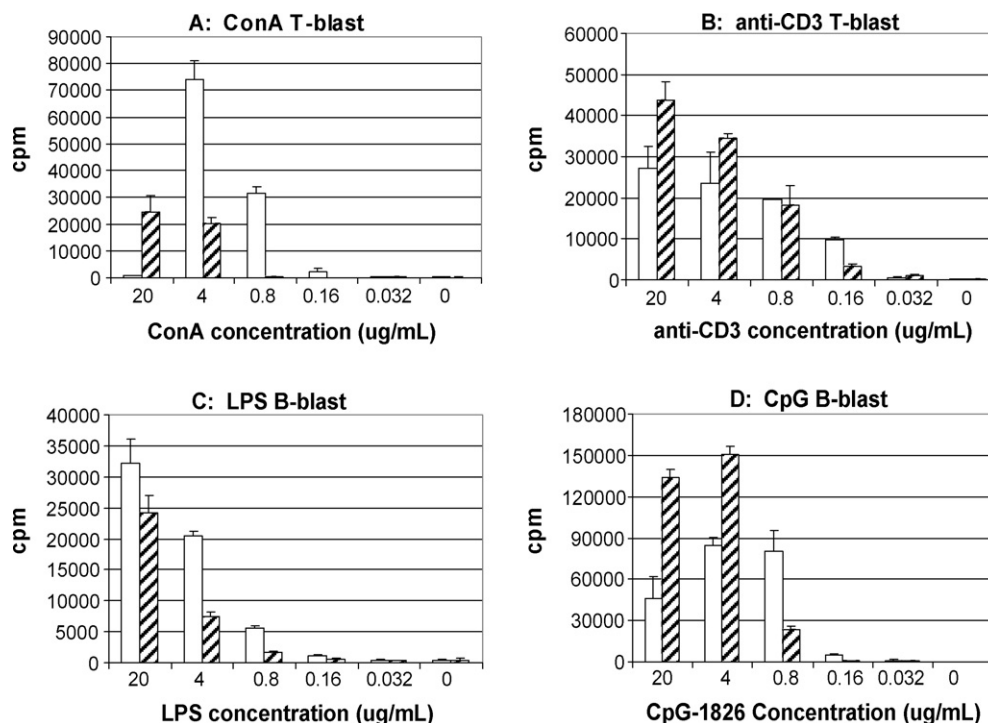 A: ConA T-blast
90000
80000
70000
60000
50000
40000
30000
20000
10000
0
cpm
20 4 0.8 0.16 0.032 0
ConA concentration (ug/mL)
B: anti-CD3 T-blast
60000
50000
40000
30000
20000
10000
0
cpm
20 4 0.8 0.16 0.032 0
anti-CD3 concentration (ug/mL)
C: LPS B-blast
40000
35000
30000
25000
20000
15000
10000
5000
0
cpm
20 4 0.8 0.16 0.032 0
LPS concentration (ug/mL)
D: CpG B-blast
180000
150000
120000
90000
60000
30000
0
cpm
20 4 0.8 0.16 0.032 0
CpG-1826 Concentration (ug/mL)